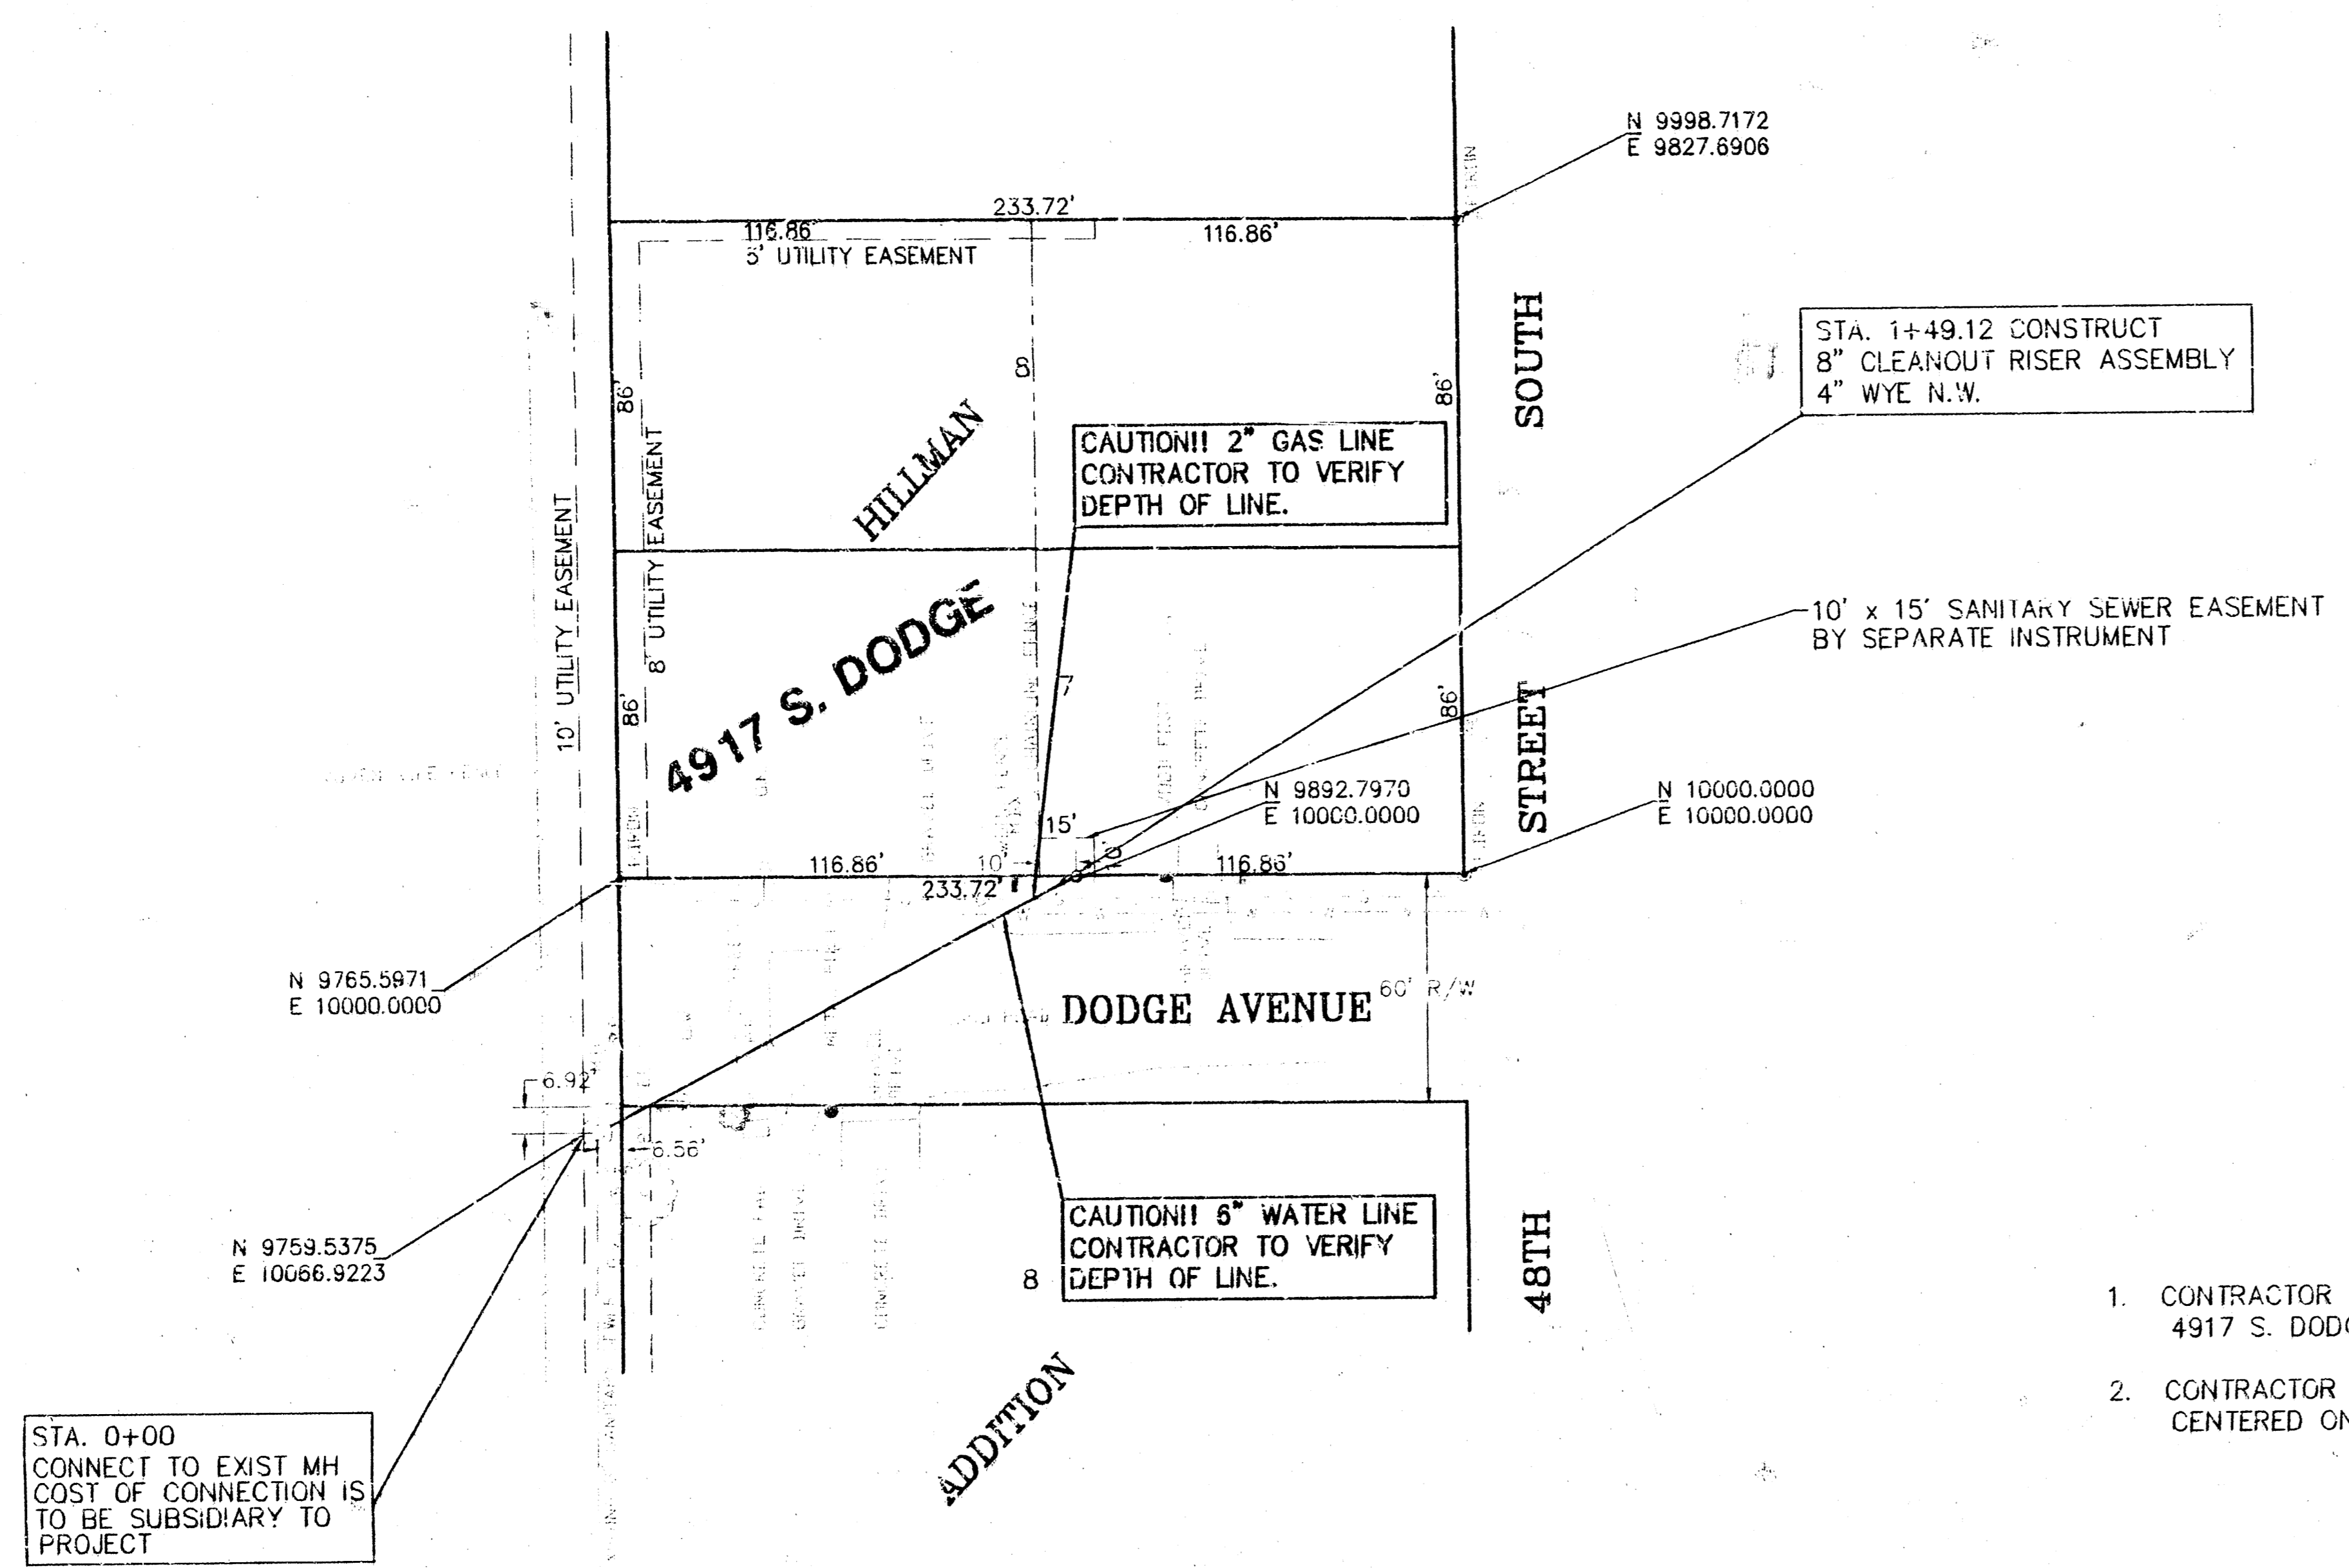 N 9998.7172
E 9827.6906
233.72'
116.86'
116.86'
UTILITY EASEMENT
SOUTH
STA. 1+49.12 CONSTRUCT
8" CLEANOUT RISER ASSEMBLY
4" WYE N.W.
8
86'
86'
HILLMAN
CAUTION!! 2" GAS LINE
CONTRACTOR TO VERIFY
DEPTH OF LINE.
10' UTILITY EASEMENT
8' UTILITY EASEMENT
4917 S. DODGE
10' x 15' SANITARY SEWER EASEMENT
BY SEPARATE INSTRUMENT
86'
7
86'
STREET
N 9892.7970
E 10000.0000
N 10000.0000
E 10000.0000
15'
10'
10'
116.86'
116.86'
233.72'
N 9765.5971
E 10000.0000
DODGE AVENUE
60' R/W
6.92'
6.56'
N 9759.5375
E 10066.9223
CAUTION!! 6" WATER LINE
CONTRACTOR TO VERIFY
DEPTH OF LINE.
8
48TH
1. CONTRACTOR
4917 S. DOD
2. CONTRACTOR
CENTERED ON
ADDITION
STA. 0+00
CONNECT TO EXIST MH
COST OF CONNECTION IS
TO BE SUBSIDIARY TO
PROJECT